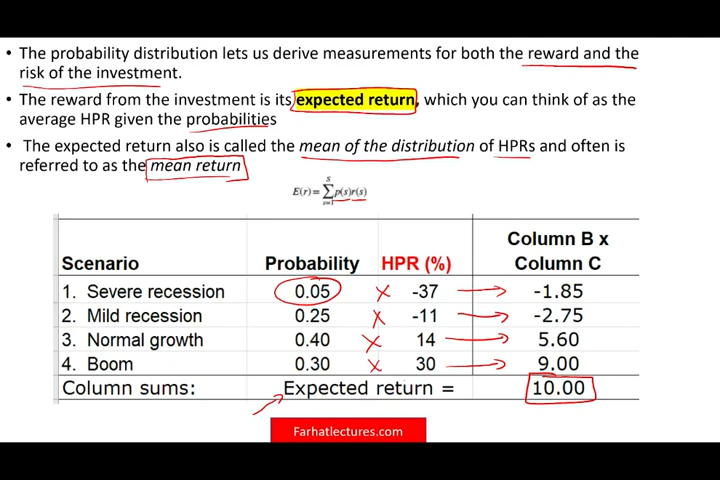 • The probability distribution lets us derive measurements for both the reward and the
risk of the investment.
• The reward from the investment is its expected return, which you can think of as the
average HPR given the probabilities
• The expected return also is called the mean of the distribution of HPRs and often is
referred to as the mean return
E(r) = S∑s=1 p(s)r(s)
Column B x
Scenario Probability HPR (%) Column C
1. Severe recession 0.05 × -37 → -1.85
2. Mild recession 0.25 × -11 → -2.75
3. Normal growth 0.40 × 14 → 5.60
4. Boom 0.30 × 30 → 9.00
Column sums: Expected return = 10.00
Farhatlectures.com